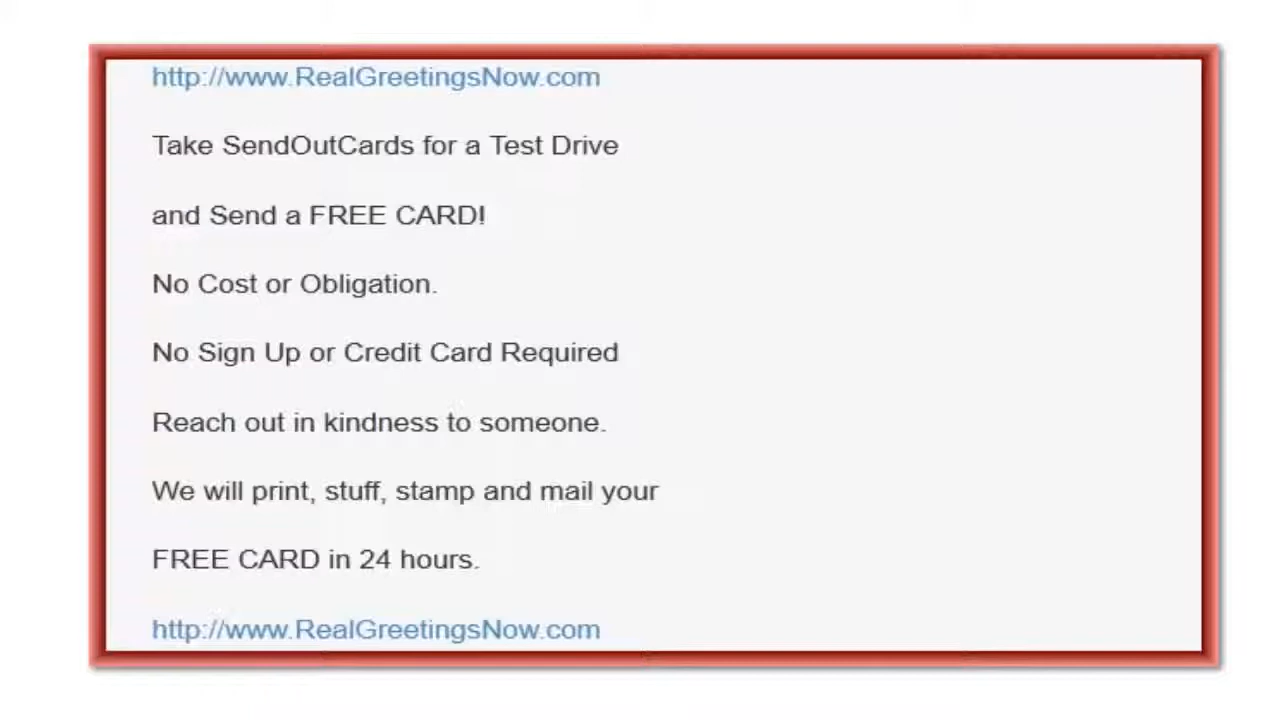 http://www.RealGreetingsNow.com
Take SendOutCards for a Test Drive
and Send a FREE CARD!
No Cost or Obligation.
No Sign Up or Credit Card Required
Reach out in kindness to someone.
We will print, stuff, stamp and mail your
FREE CARD in 24 hours.
http://www.RealGreetingsNow.com